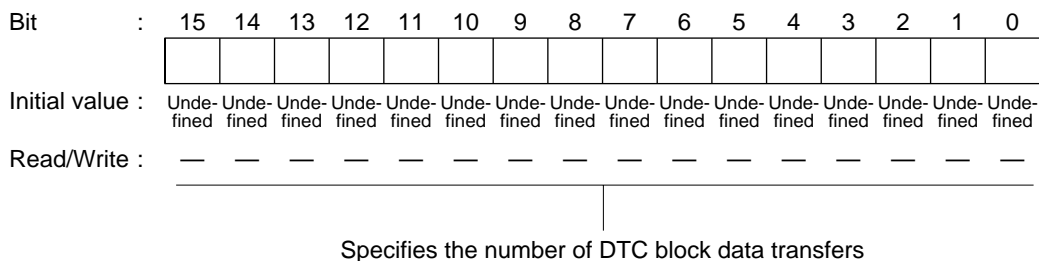 Bit : 15 14 13 12 11 10 9 8 7 6 5 4 3 2 1 0
Initial value : Unde- Unde- Unde- Unde- Unde- Unde- Unde- Unde- Unde- Unde- Unde- Unde- Unde- Unde- Unde- Unde-
fined fined fined fined fined fined fined fined fined fined fined fined fined fined fined fined
Read/Write : — — — — — — — — — — — — — — — —
Specifies the number of DTC block data transfers